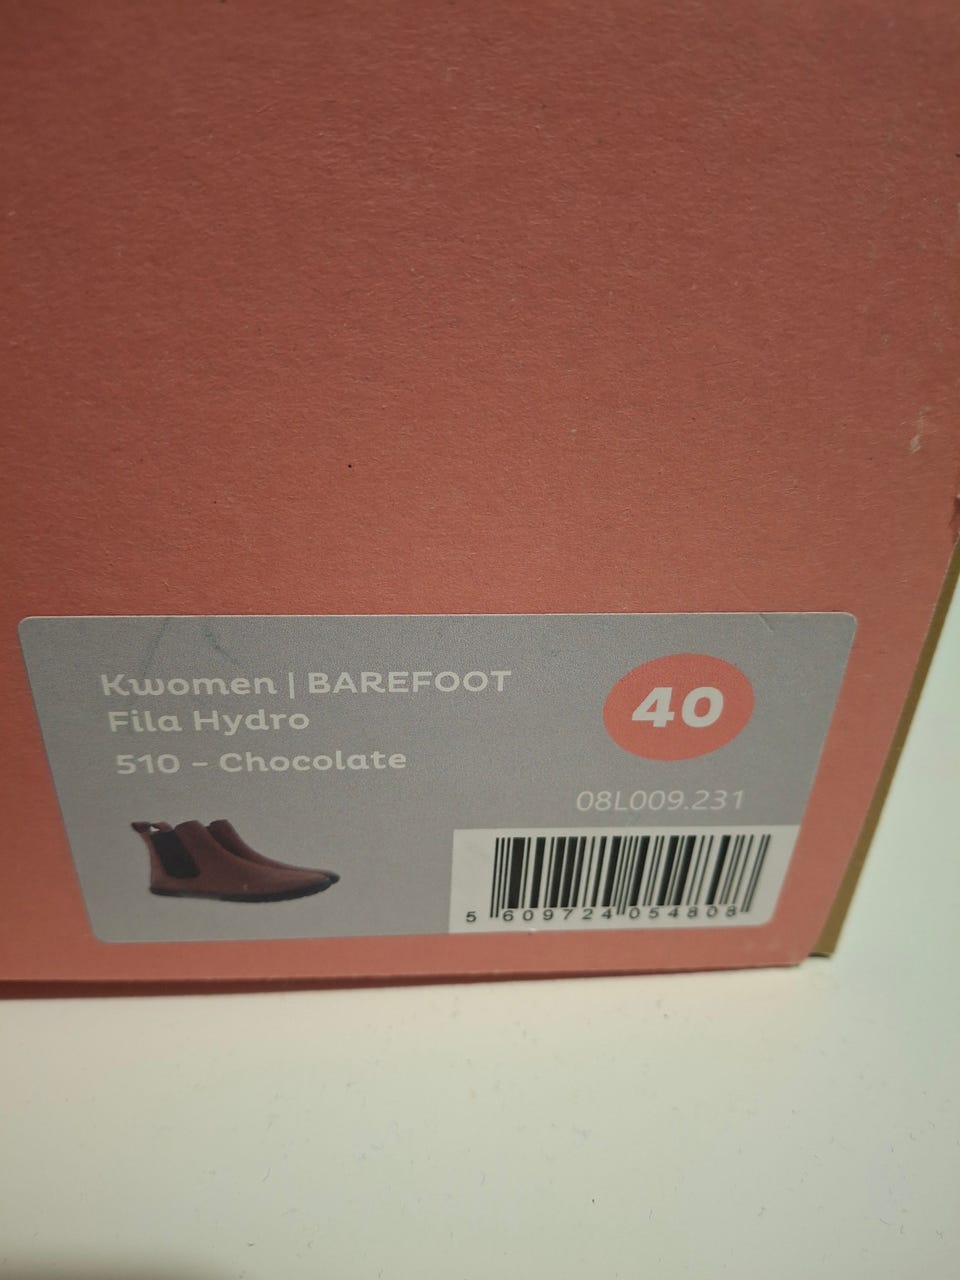 Kwomen | BAREFOOT
Fila Hydro
510 - Chocolate
40
08L009.231
5 609724 054808